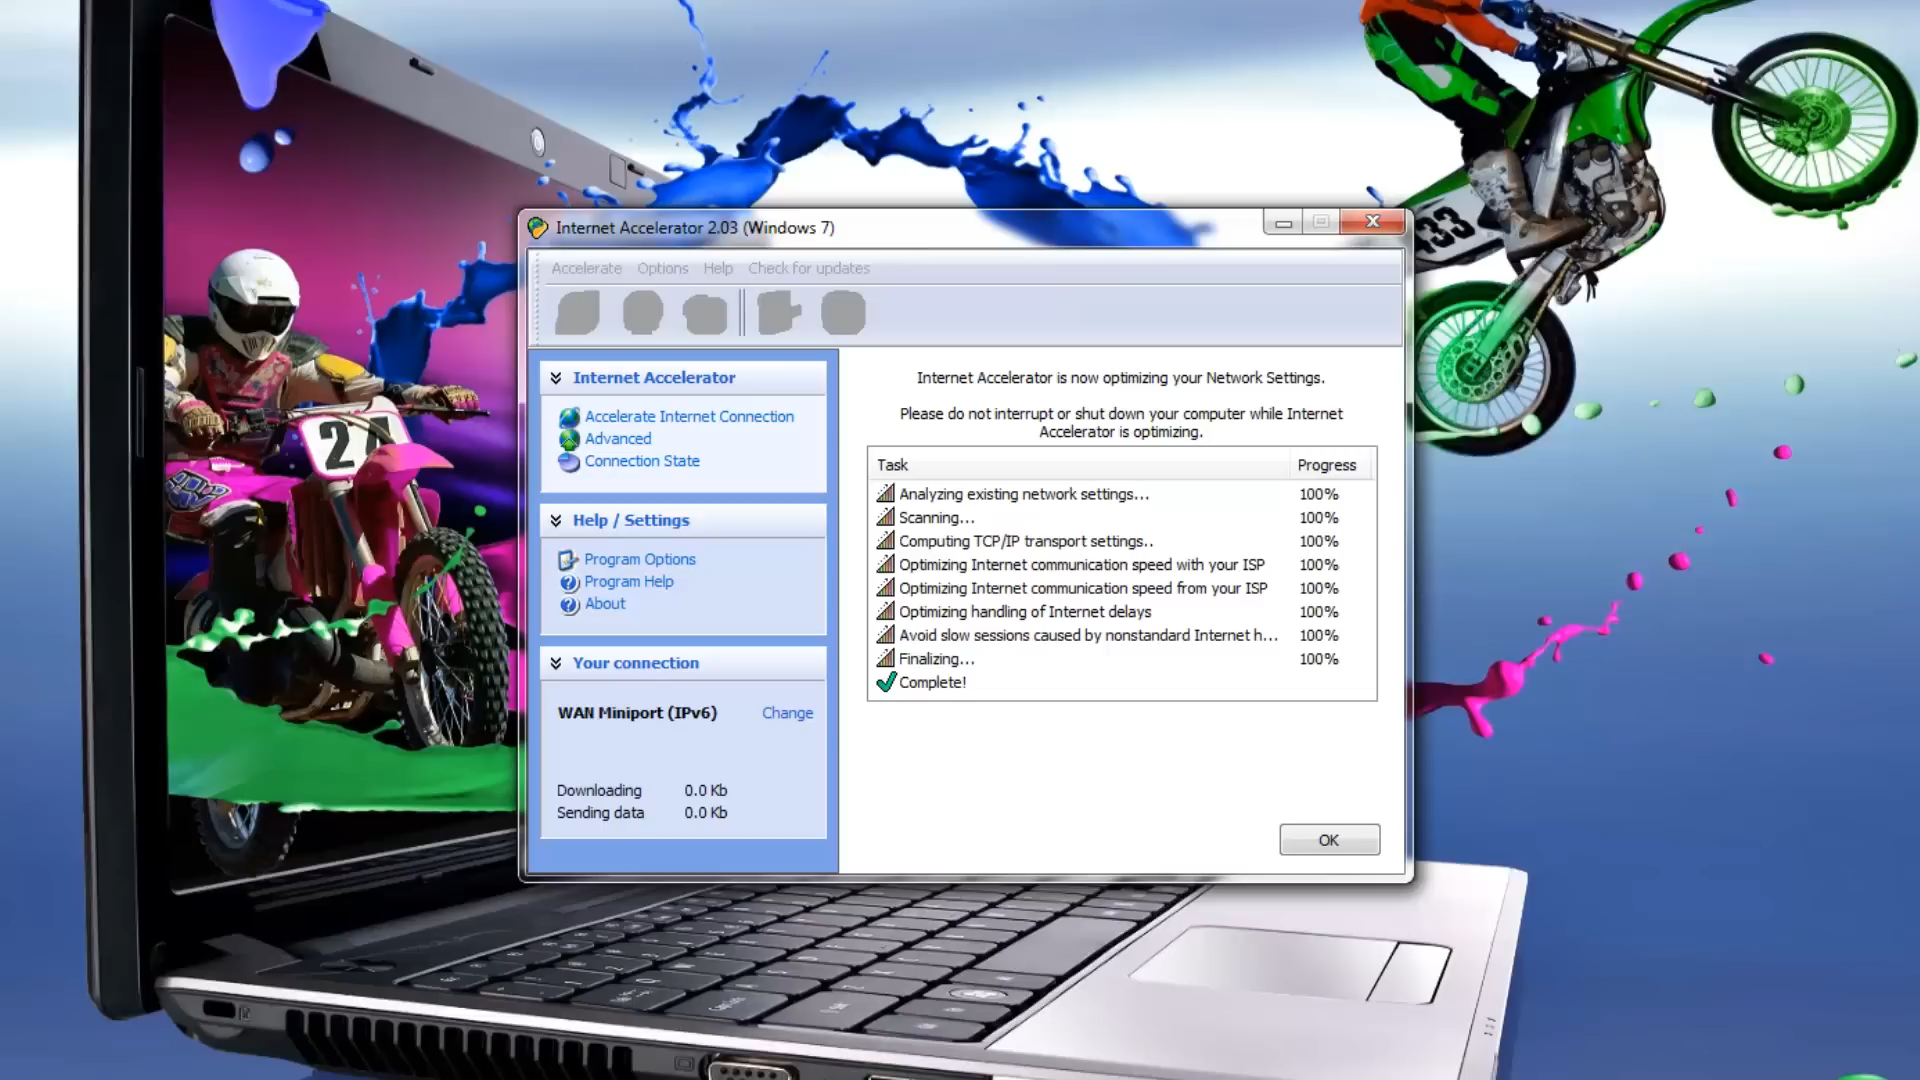 Internet Accelerator 2.03 (Windows 7)
Accelerate Options Help Check for updates
Internet Accelerator
Accelerate Internet Connection
Advanced
Connection State
Help / Settings
Program Options
Program Help
About
Your connection
WAN Miniport (IPv6) Change
Downloading 0.0 Kb
Sending data 0.0 Kb
Internet Accelerator is now optimizing your Network Settings.
Please do not interrupt or shut down your computer while Internet
Accelerator is optimizing.
Task Progress
Analyzing existing network settings... 100%
Scanning... 100%
Computing TCP/IP transport settings.. 100%
Optimizing Internet communication speed with your ISP 100%
Optimizing Internet communication speed from your ISP 100%
Optimizing handling of Internet delays 100%
Avoid slow sessions caused by nonstandard Internet h... 100%
Finalizing... 100%
Complete!
OK
24
433